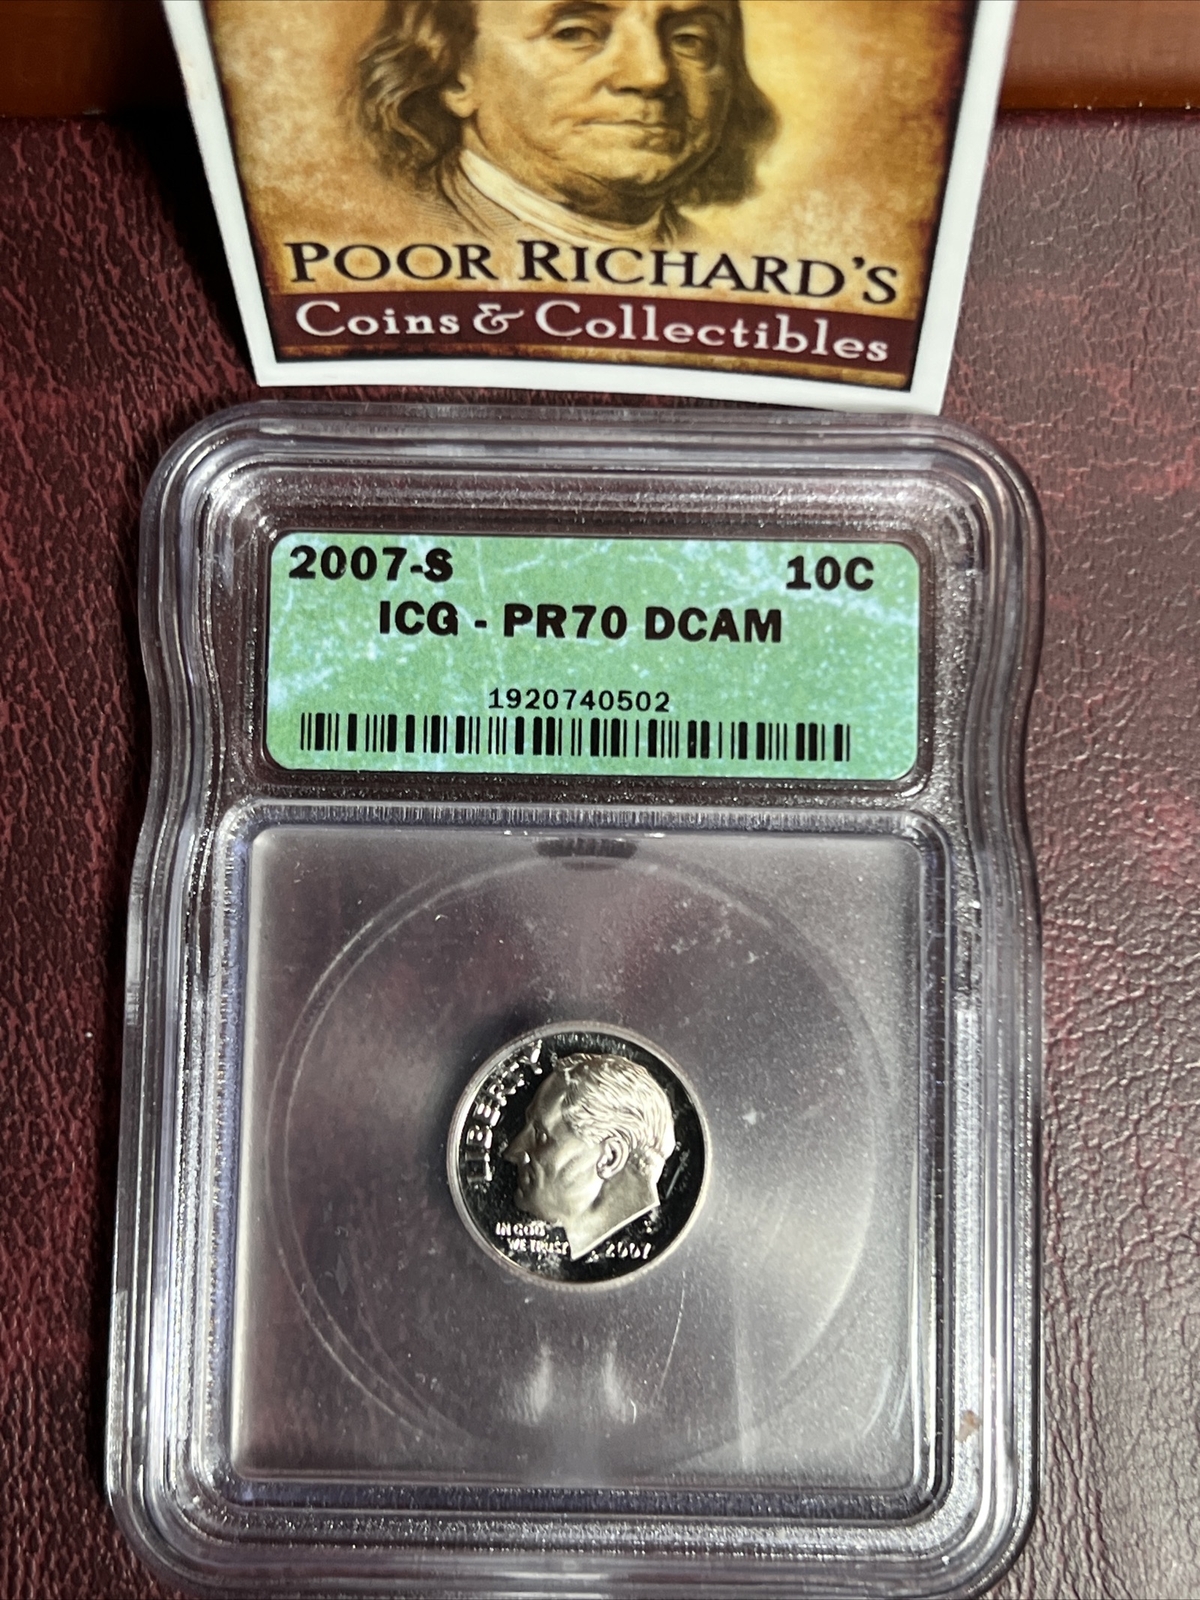 POOR RICHARD'S
Coins & Collectibles
2007-S 10C
ICG - PR70 DCAM
1920740502
LIBERTY
IN GOD
WE TRUST
2007